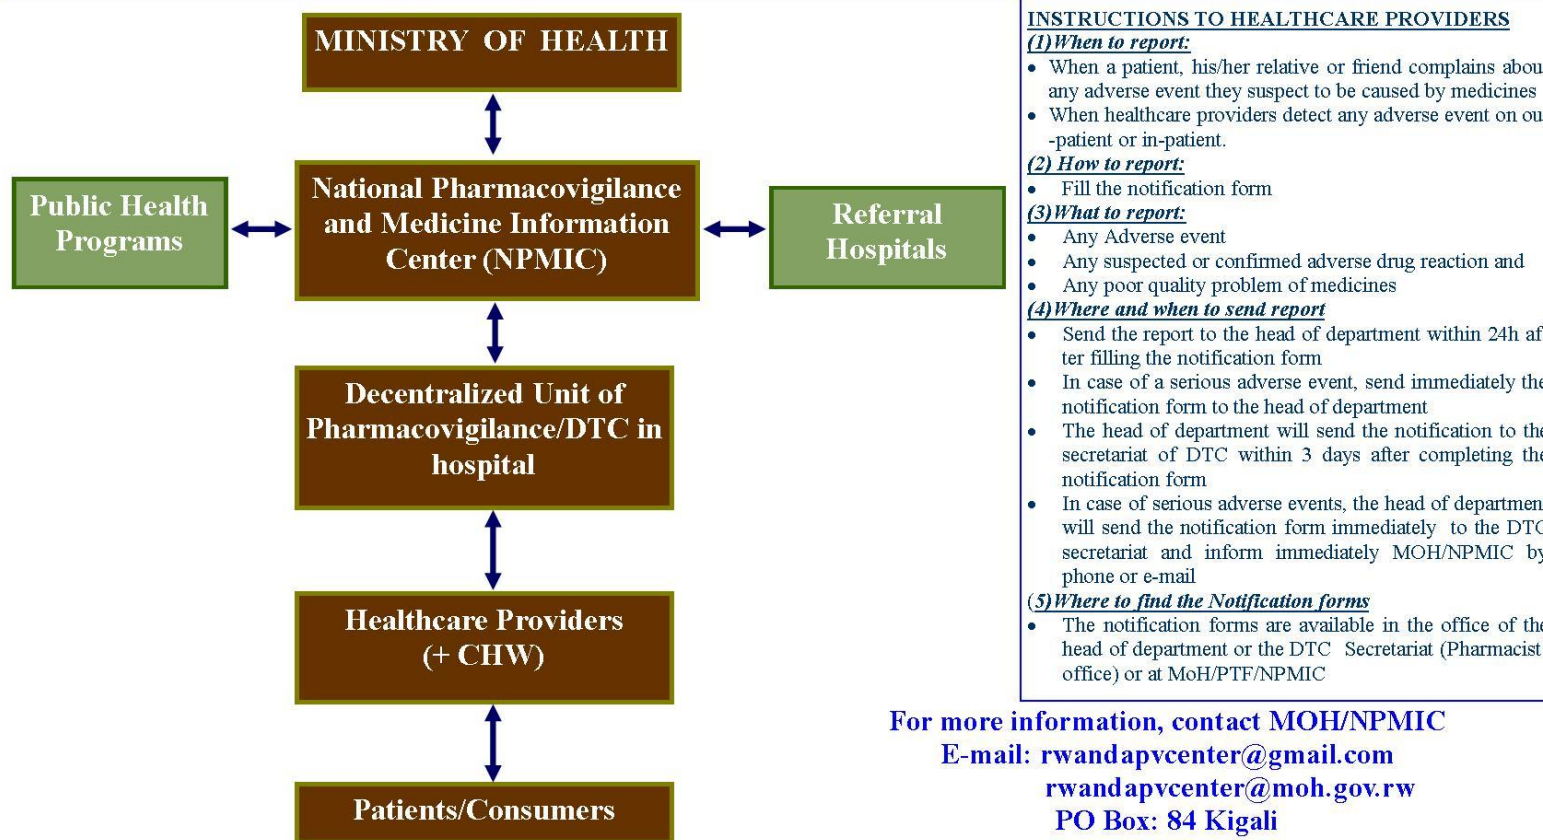 MINISTRY OF HEALTH
Public Health
Programs
National Pharmacovigilance
and Medicine Information
Center (NPMIC)
Referral
Hospitals
Decentralized Unit of
Pharmacovigilance/DTC in
hospital
Healthcare Providers
(+ CHW)
Patients/Consumers
INSTRUCTIONS TO HEALTHCARE PROVIDERS
(1)When to report:
• When a patient, his/her relative or friend complains abou
any adverse event they suspect to be caused by medicines
• When healthcare providers detect any adverse event on ou
-patient or in-patient.
(2) How to report:
• Fill the notification form
(3)What to report:
• Any Adverse event
• Any suspected or confirmed adverse drug reaction and
• Any poor quality problem of medicines
(4)Where and when to send report
• Send the report to the head of department within 24h af
ter filling the notification form
• In case of a serious adverse event, send immediately the
notification form to the head of department
• The head of department will send the notification to the
secretariat of DTC within 3 days after completing the
notification form
• In case of serious adverse events, the head of departmen
will send the notification form immediately to the DTC
secretariat and inform immediately MOH/NPMIC by
phone or e-mail
(5)Where to find the Notification forms
• The notification forms are available in the office of the
head of department or the DTC Secretariat (Pharmacist
office) or at MoH/PTF/NPMIC
For more information, contact MOH/NPMIC
E-mail: rwandapvcenter@gmail.com
rwandapvcenter@moh.gov.rw
PO Box: 84 Kigali